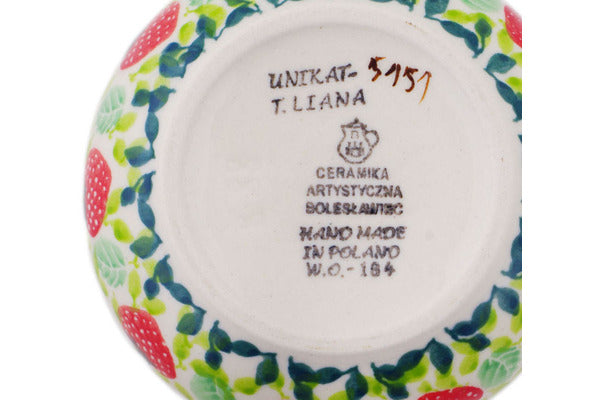 UNIKAT- 5151
T. LIANA
CERAMIKA
ARTYSTYCZNA
BOLESŁAWIEC
HAND MADE
IN POLAND
W.O.-164